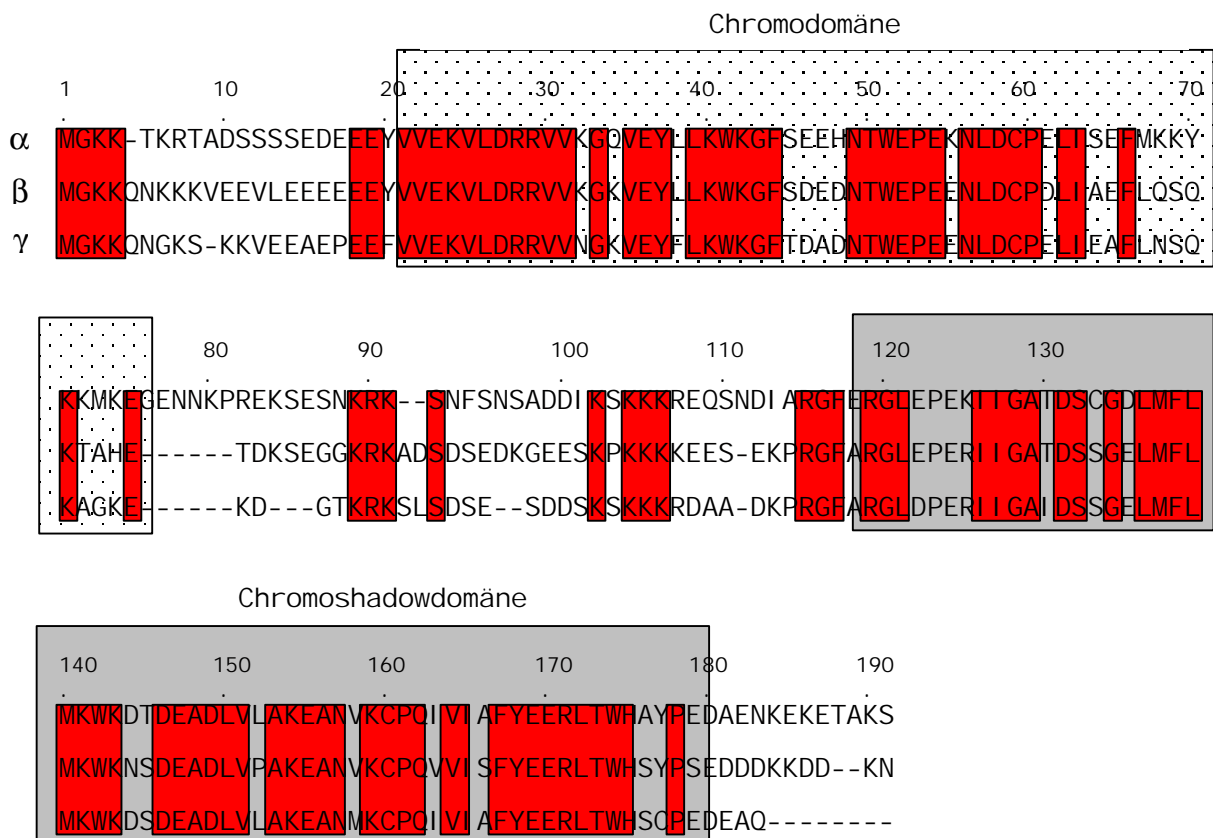 Chromodomäne
1 10 20 30 40 50 60 70
α MGKK-TKRTADSSSSEDEEEYVVEKVLDRRVVKGQVEYLLKWKGFSEEHNTWEPEKNLDCPELISEFMKKY
β MGKKQNKKKVEEVLEEEEEEYVVEKVLDRRVVKGKVEYLLKWKGFSDEDNTWEPEENLDCPDLIAEFLQSQ
γ MGKKQNGKS-KKVEEAEPEEFVVEKVLDRRVVNGKVEYFLKWKGFTDADNTWEPEENLDCPELIEAFLNSQ
80 90 100 110 120 130
KKMKEGENNKPREKSESNKRK--SNFSNSADDIKSKKKREQSNDIARGFERGLEPEKIIGATDSCGDLMFL
KTAHE------TDKSEGGKRKADSDSEDKGEESKPKKKKEES-EKPRGFARGLEPERIIGATDSSGELMFL
KAGKE------KD---GTKRKSLSDSE--SDDSKSKKKRDAA-DKPRGFARGLDPERIIGAIDSSGELMFL
Chromoshadowdomäne
140 150 160 170 180 190
MKWKDTDEADLVLAKEANVKCPQIVIAFYEERLTWHAYPEDAENKEKETAKS
MKWKNSDEADLVPAKEANVKCPQVVISFYEERLTWHSYPSEDDDKKDD--KN
MKWKDSDEADLVLAKEANMKCPQIVIAFYEERLTWHSCPEDEAQ--------